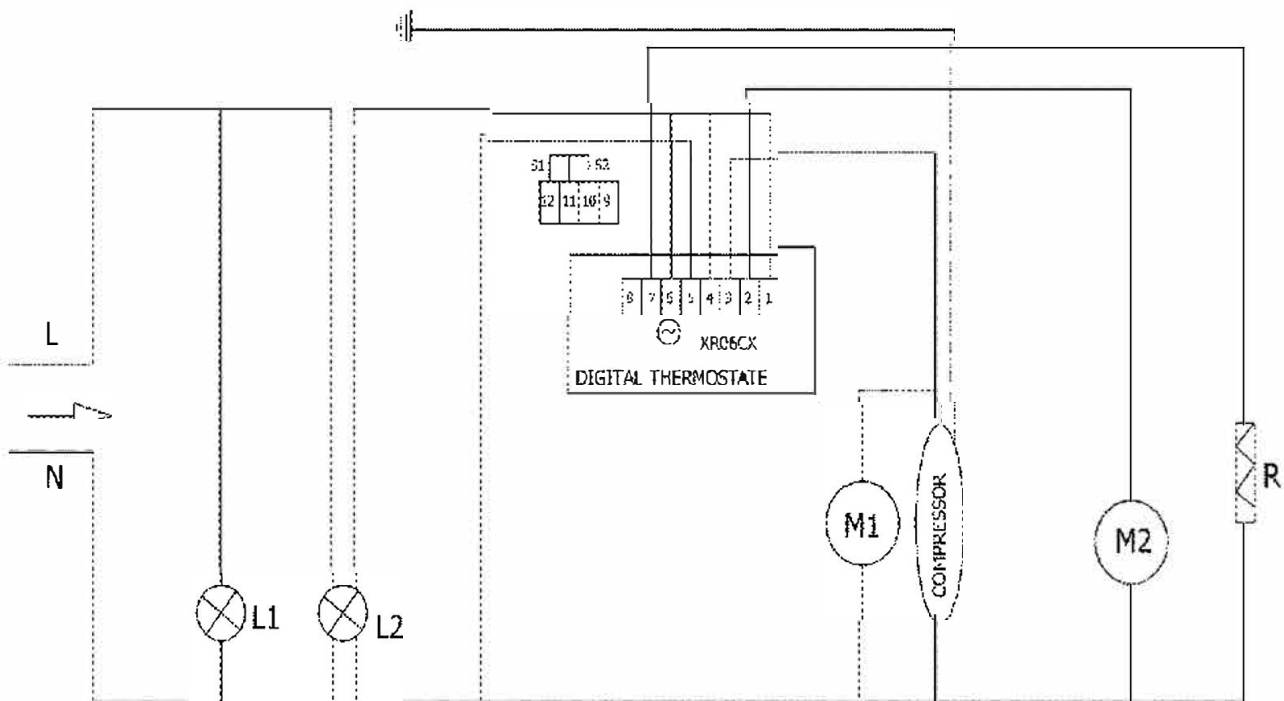 S1 S2
12 11 10 9
8 7 6 5 4 3 2 1
XR06CX
DIGITAL THERMOSTATE
L
N
L1
L2
M1
COMPRESSOR
M2
R